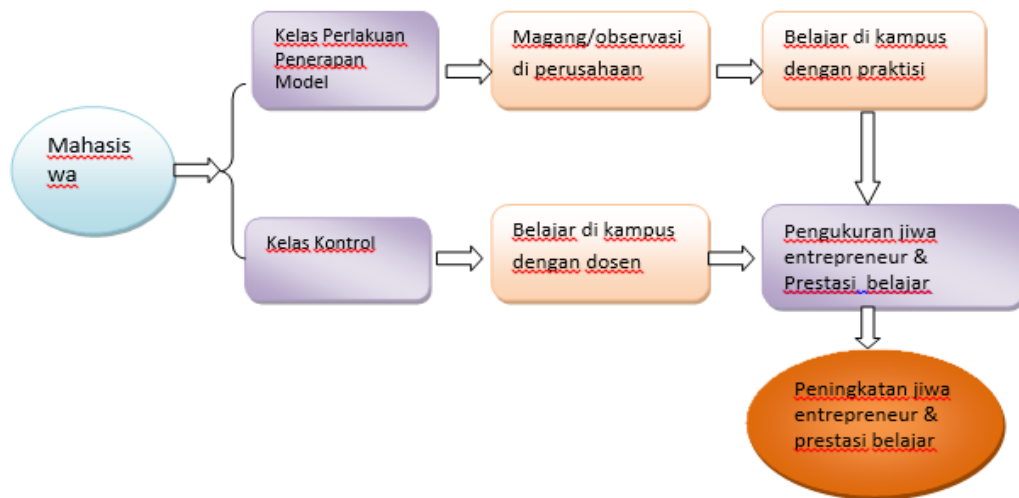 Mahasis
wa
Kelas Perlakuan
Penerapan
Model
Magang/observasi
di perusahaan
Belajar di kampus
dengan praktisi
Kelas Kontrol
Belajar di kampus
dengan dosen
Pengukuran jiwa
entrepreneur &
Prestasi belajar
Peningkatan jiwa
entrepreneur &
prestasi belajar